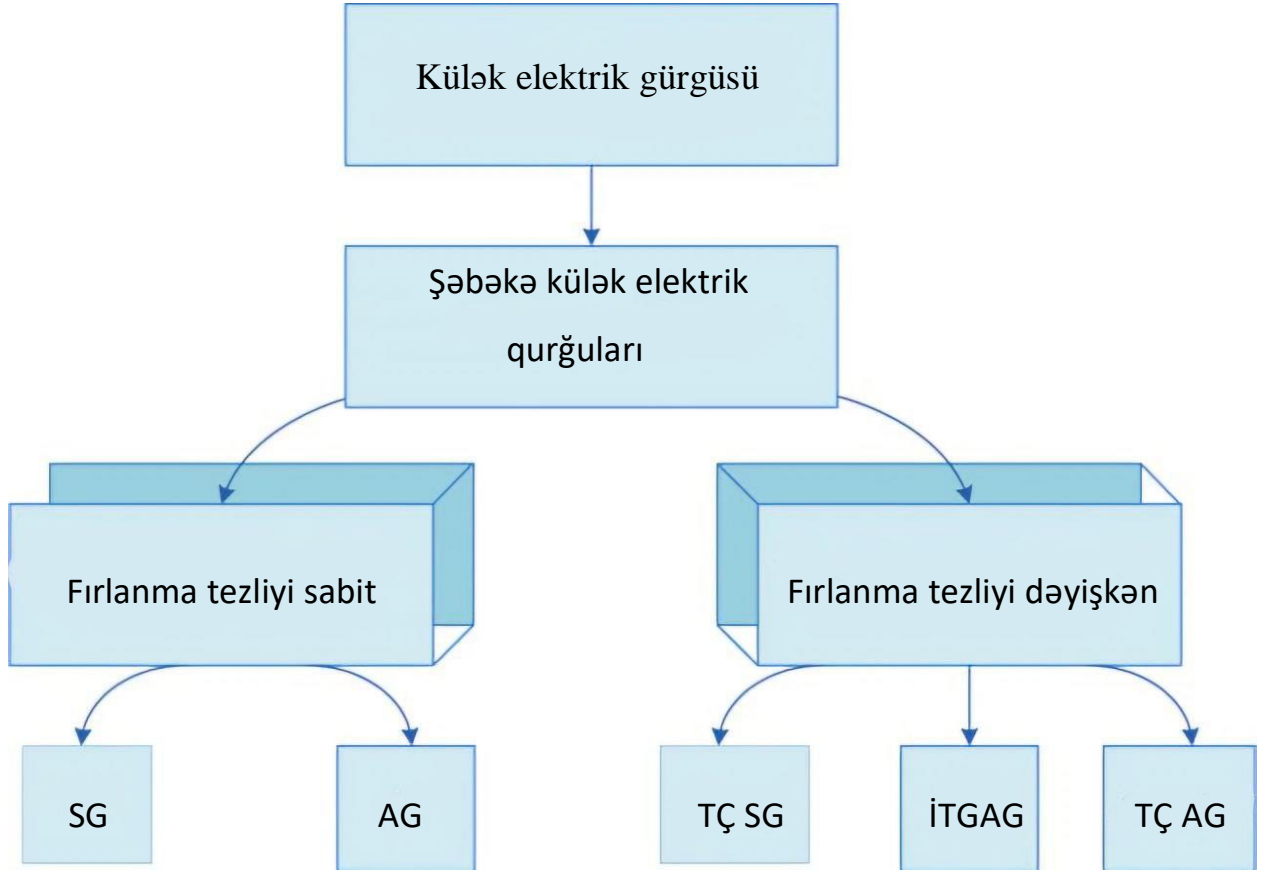 Külək elektrik gürgüsü
Şəbəkə külək elektrik
qurğuları
Fırlanma tezliyi sabit
Fırlanma tezliyi dəyişkən
SG
AG
TÇ SG
İTGAG
TÇ AG